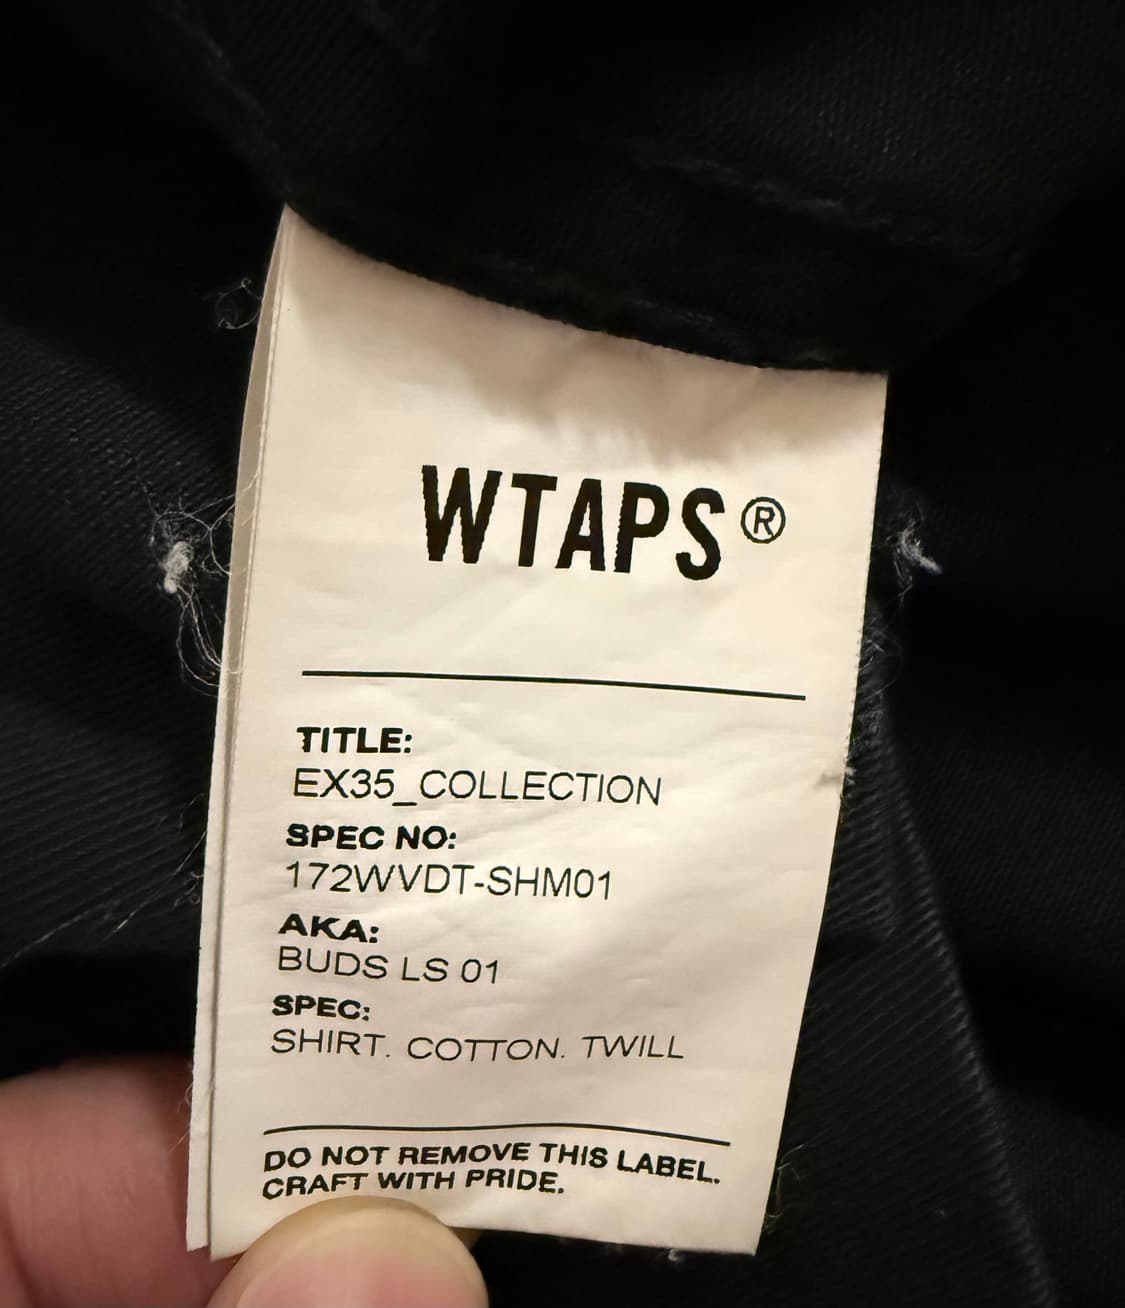 WTAPS®
TITLE:
EX35_COLLECTION
SPEC NO:
172WVDT-SHM01
AKA:
BUDS LS 01
SPEC:
SHIRT. COTTON. TWILL
DO NOT REMOVE THIS LABEL.
CRAFT WITH PRIDE.